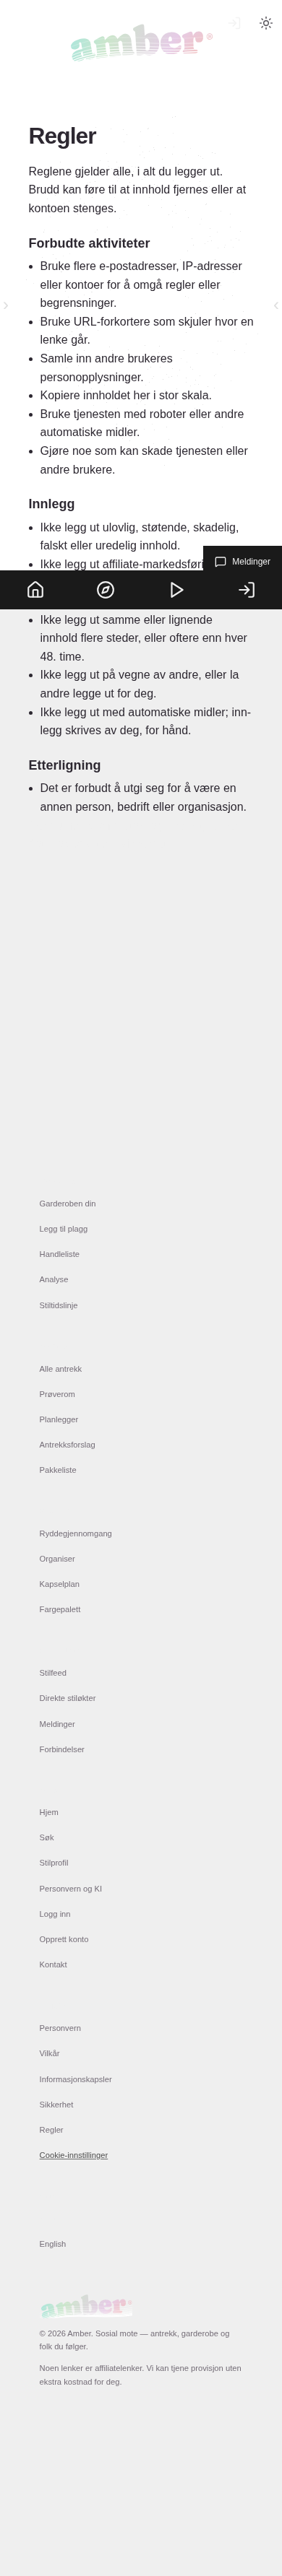 amber®
Regler
Reglene gjelder alle, i alt du legger ut.
Brudd kan føre til at innhold fjernes eller at
kontoen stenges.
Forbudte aktiviteter
• Bruke flere e-postadresser, IP-adresser
eller kontoer for å omgå regler eller
begrensninger.
• Bruke URL-forkortere som skjuler hvor en
lenke går.
• Samle inn andre brukeres
personopplysninger.
• Kopiere innholdet her i stor skala.
• Bruke tjenesten med roboter eller andre
automatiske midler.
• Gjøre noe som kan skade tjenesten eller
andre brukere.
Innlegg
• Ikke legg ut ulovlig, støtende, skadelig,
falskt eller uredelig innhold.
• Ikke legg ut
Meldinger
• Ikke legg ut samme eller lignende
innhold flere steder, eller oftere enn hver
48. time.
• Ikke legg ut på vegne av andre, eller la
andre legge ut for deg.
• Ikke legg ut med automatiske midler; inn-
legg skrives av deg, for hånd.
Etterligning
• Det er forbudt å utgi seg for å være en
annen person, bedrift eller organisasjon.
Garderoben din
Legg til plagg
Handleliste
Analyse
Stiltidslinje
Alle antrekk
Prøverom
Planlegger
Antrekksforslag
Pakkeliste
Ryddegjennomgang
Organiser
Kapselplan
Fargepalett
Stilfeed
Direkte stiløkter
Meldinger
Forbindelser
Hjem
Søk
Stilprofil
Personvern og KI
Logg inn
Opprett konto
Kontakt
Personvern
Vilkår
Informasjonskapsler
Sikkerhet
Regler
Cookie-innstillinger
English
amber®
© 2026 Amber. Sosial mote — antrekk, garderobe og
folk du følger.
Noen lenker er affiliatelenker. Vi kan tjene provisjon uten
ekstra kostnad for deg.